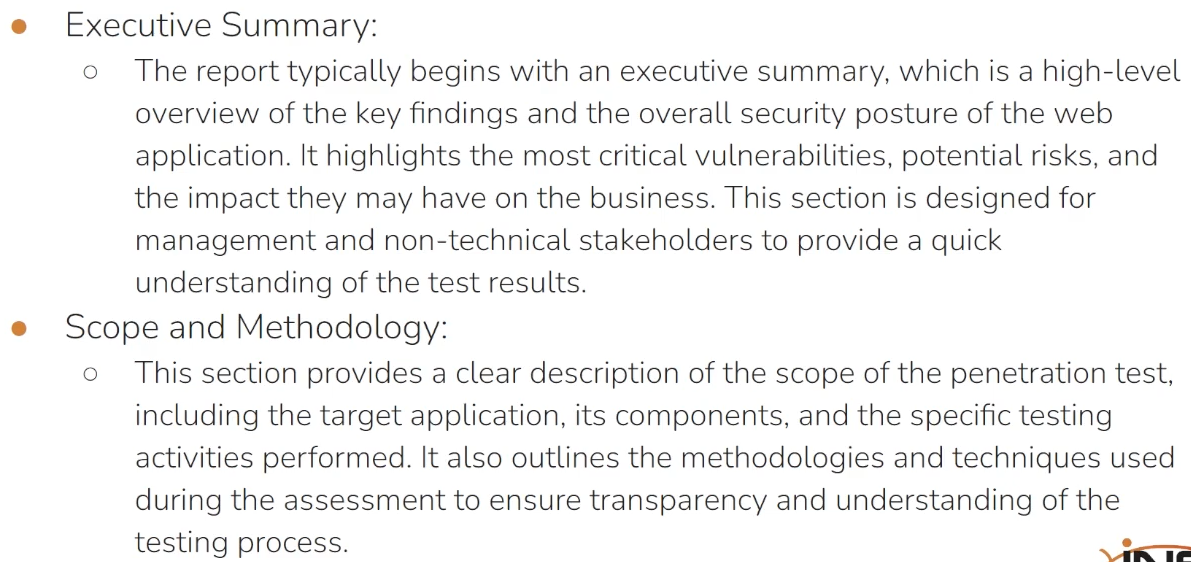 ● Executive Summary:
○ The report typically begins with an executive summary, which is a high-level
overview of the key findings and the overall security posture of the web
application. It highlights the most critical vulnerabilities, potential risks, and
the impact they may have on the business. This section is designed for
management and non-technical stakeholders to provide a quick
understanding of the test results.
● Scope and Methodology:
○ This section provides a clear description of the scope of the penetration test,
including the target application, its components, and the specific testing
activities performed. It also outlines the methodologies and techniques used
during the assessment to ensure transparency and understanding of the
testing process.